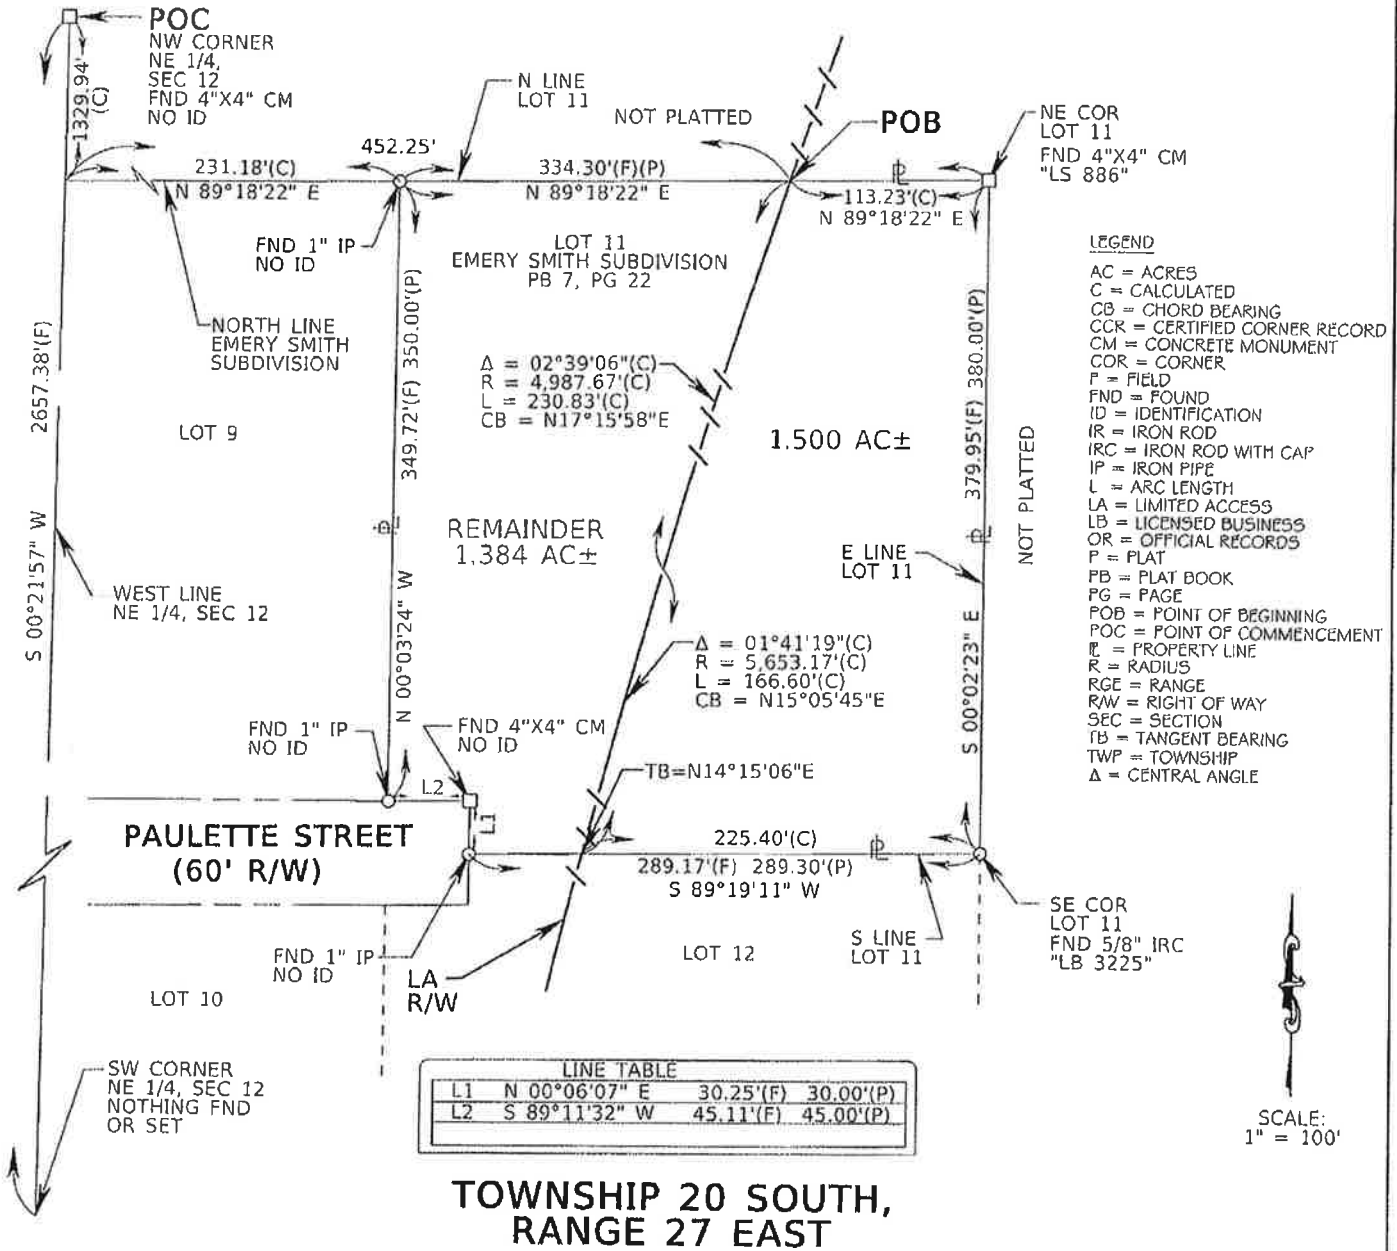 POC
NW CORNER
NE 1/4,
SEC 12
FND 4"X4" CM
NO ID
1329.94'
(C)
N LINE
LOT 11
NOT PLATTED
POB
NE COR
LOT 11
FND 4"X4" CM
"LS 886"
452.25'
231.18'(C)
N 89°18'22" E
334.30'(F)(P)
N 89°18'22" E
℄
113.23'(C)
N 89°18'22" E
FND 1" IP
NO ID
LOT 11
EMERY SMITH SUBDIVISION
PB 7, PG 22
NORTH LINE
EMERY SMITH
SUBDIVISION
2657.38'(F)
S 00°21'57" W
349.72'(F) 350.00'(P)
N 00°03'24" W
Δ = 02°39'06"(C)
R = 4,987.67'(C)
L = 230.83'(C)
CB = N17°15'58"E
LOT 9
1.500 AC±
379.95'(F) 380.00'(P)
S 00°02'23" E
NOT PLATTED
REMAINDER
1.384 AC±
℄
℄
E LINE
LOT 11
WEST LINE
NE 1/4, SEC 12
Δ = 01°41'19"(C)
R = 5,653.17'(C)
L = 166.60'(C)
CB = N15°05'45"E
FND 1" IP
NO ID
FND 4"X4" CM
NO ID
TB=N14°15'06"E
L2
L1
PAULETTE STREET
(60' R/W)
225.40'(C)
℄
289.17'(F) 289.30'(P)
S 89°19'11" W
FND 1" IP
NO ID
LA
R/W
LOT 12
S LINE
LOT 11
SE COR
LOT 11
FND 5/8" IRC
"LB 3225"
LOT 10
SW CORNER
NE 1/4, SEC 12
NOTHING FND
OR SET
LEGEND
AC = ACRES
C = CALCULATED
CB = CHORD BEARING
CCR = CERTIFIED CORNER RECORD
CM = CONCRETE MONUMENT
COR = CORNER
F = FIELD
FND = FOUND
ID = IDENTIFICATION
IR = IRON ROD
IRC = IRON ROD WITH CAP
IP = IRON PIPE
L = ARC LENGTH
LA = LIMITED ACCESS
LB = LICENSED BUSINESS
OR = OFFICIAL RECORDS
P = PLAT
PB = PLAT BOOK
PG = PAGE
POB = POINT OF BEGINNING
POC = POINT OF COMMENCEMENT
℄ = PROPERTY LINE
R = RADIUS
RGE = RANGE
R/W = RIGHT OF WAY
SEC = SECTION
TB = TANGENT BEARING
TWP = TOWNSHIP
Δ = CENTRAL ANGLE
LINE TABLE
L1 N 00°06'07" E 30.25'(F) 30.00'(P)
L2 S 89°11'32" W 45.11'(F) 45.00'(P)
SCALE:
1" = 100'
TOWNSHIP 20 SOUTH,
RANGE 27 EAST